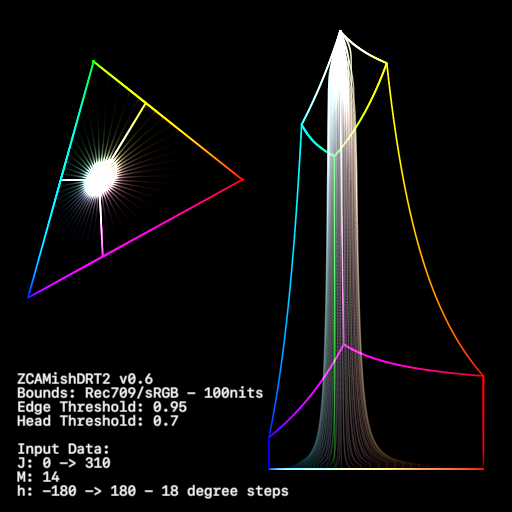 ZCAMishDRT2 v0.6
Bounds: Rec709/sRGB – 100nits
Edge Threshold: 0.95
Head Threshold: 0.7
Input Data:
J: 0 -> 310
M: 14
h: -180 -> 180 – 18 degree steps